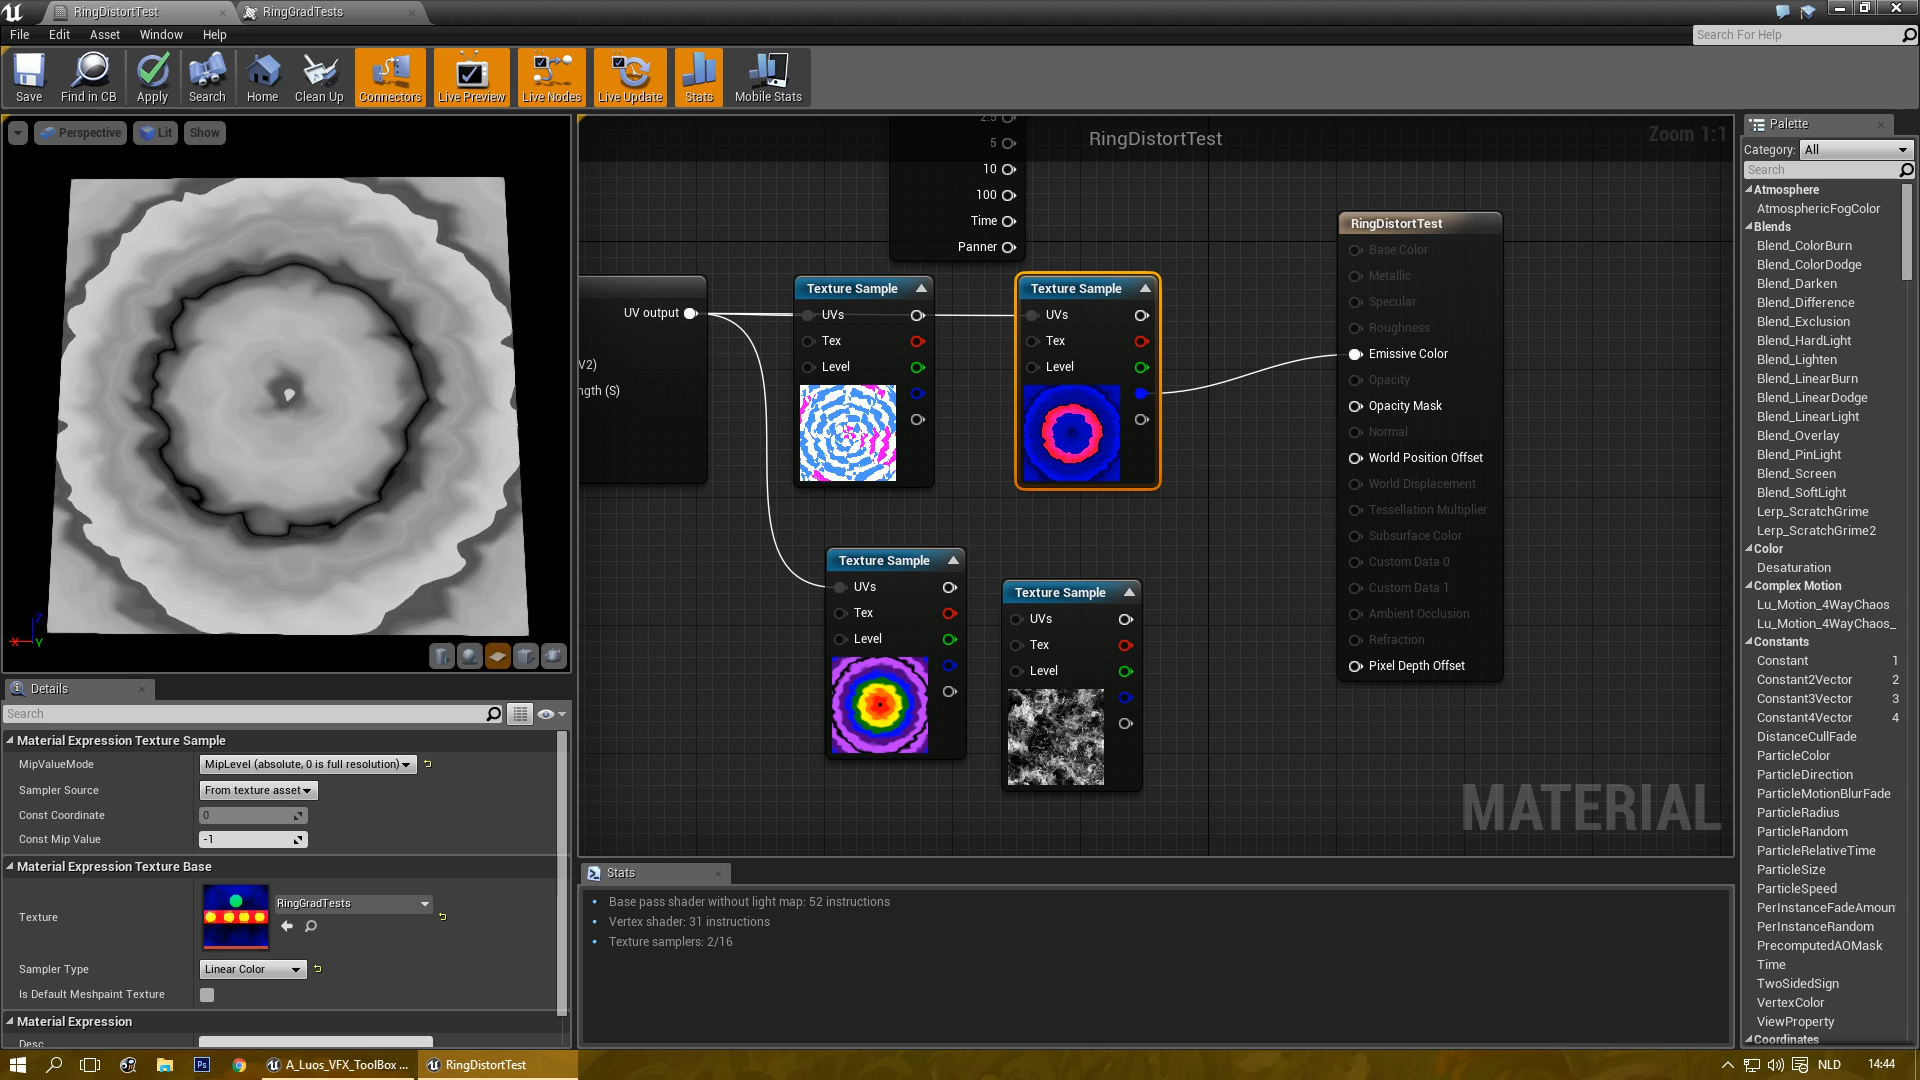 RingDistortTest
RingGradTests
File Edit Asset Window Help
Search For Help
Save
Find in CB
Apply
Search
Home
Clean Up
Connectors
Live Preview
Live Nodes
Live Update
Stats
Mobile Stats
Perspective
Lit
Show
X
Y
Z
RingDistortTest
Zoom 1:1
2.5
5
10
100
Time
Panner
UV output
V2)
ngth (S)
Texture Sample
UVs
Tex
Level
Texture Sample
UVs
Tex
Level
Texture Sample
UVs
Tex
Level
Texture Sample
UVs
Tex
Level
RingDistortTest
Base Color
Metallic
Specular
Roughness
Emissive Color
Opacity
Opacity Mask
Normal
World Position Offset
World Displacement
Tessellation Multiplier
Subsurface Color
Custom Data 0
Custom Data 1
Ambient Occlusion
Refraction
Pixel Depth Offset
MATERIAL
Palette
Category: All
Search
Atmosphere
AtmosphericFogColor
Blends
Blend_ColorBurn
Blend_ColorDodge
Blend_Darken
Blend_Difference
Blend_Exclusion
Blend_HardLight
Blend_Lighten
Blend_LinearBurn
Blend_LinearDodge
Blend_LinearLight
Blend_Overlay
Blend_PinLight
Blend_Screen
Blend_SoftLight
Lerp_ScratchGrime
Lerp_ScratchGrime2
Color
Desaturation
Complex Motion
Lu_Motion_4WayChaos
Lu_Motion_4WayChaos_
Constants
Constant 1
Constant2Vector 2
Constant3Vector 3
Constant4Vector 4
DistanceCullFade
ParticleColor
ParticleDirection
ParticleMotionBlurFade
ParticleRadius
ParticleRandom
ParticleRelativeTime
ParticleSize
ParticleSpeed
PerInstanceFadeAmoun
PerInstanceRandom
PrecomputedAOMask
Time
TwoSidedSign
VertexColor
ViewProperty
Coordinates
Details
Search
Material Expression Texture Sample
MipValueMode MipLevel (absolute, 0 is full resolution)
Sampler Source From texture asset
Const Coordinate 0
Const Mip Value -1
Material Expression Texture Base
Texture RingGradTests
Sampler Type Linear Color
Is Default Meshpaint Texture
Material Expression
Desc
Stats
Base pass shader without light map: 52 instructions
Vertex shader: 31 instructions
Texture samplers: 2/16
Ps
A_Luos_VFX_ToolBox ...
RingDistortTest
NLD
14:44